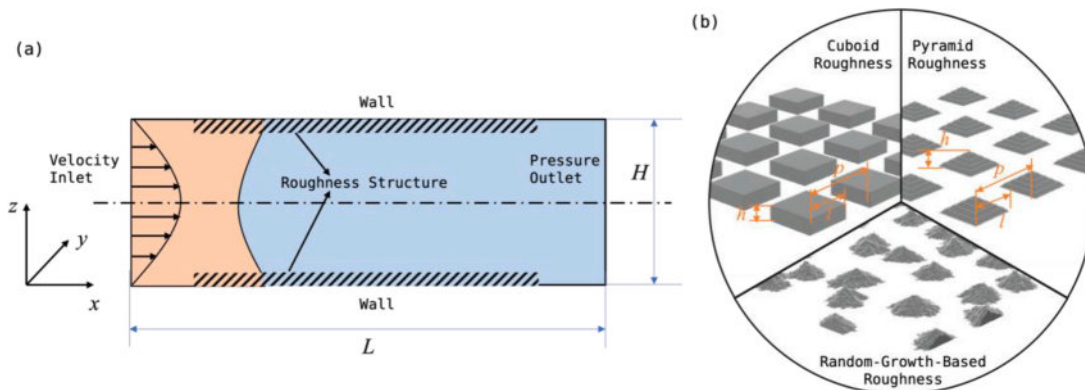 (a)
Wall
Velocity
Inlet
Roughness Structure
Pressure
Outlet
H
z
y
x
Wall
L
(b)
Cuboid
Roughness
Pyramid
Roughness
h
p
l
h
p
l
Random-Growth-Based
Roughness